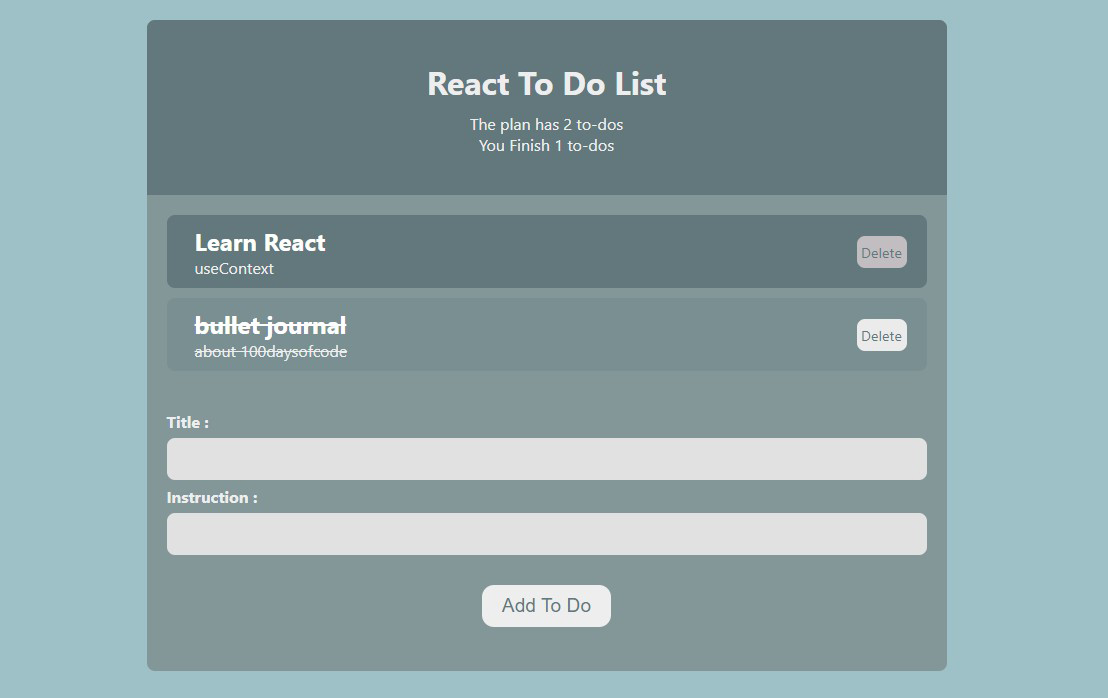 React To Do List
The plan has 2 to-dos
You Finish 1 to-dos
Learn React
useContext
Delete
bullet journal
about 100daysofcode
Delete
Title :
Instruction :
Add To Do